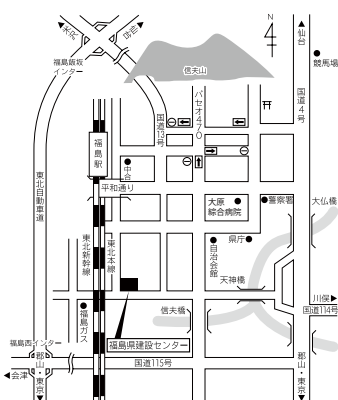 N
◀米沢
仙台▶
▲仙台
競馬場
福島飯坂
インター
信夫山
国道13号
パセオ470
国道4号
福島駅
中合
平和通り
東北自動車道
大原
綜合病院
警察署
大仏橋
県庁
自治会館
東北新幹線
東北本線
天神橋
川俣▶
国道114号
信夫橋
福島ガス
福島県建設センター
福島西インター
国道115号
◀会津
郡山・東京▼
郡山・東京▼